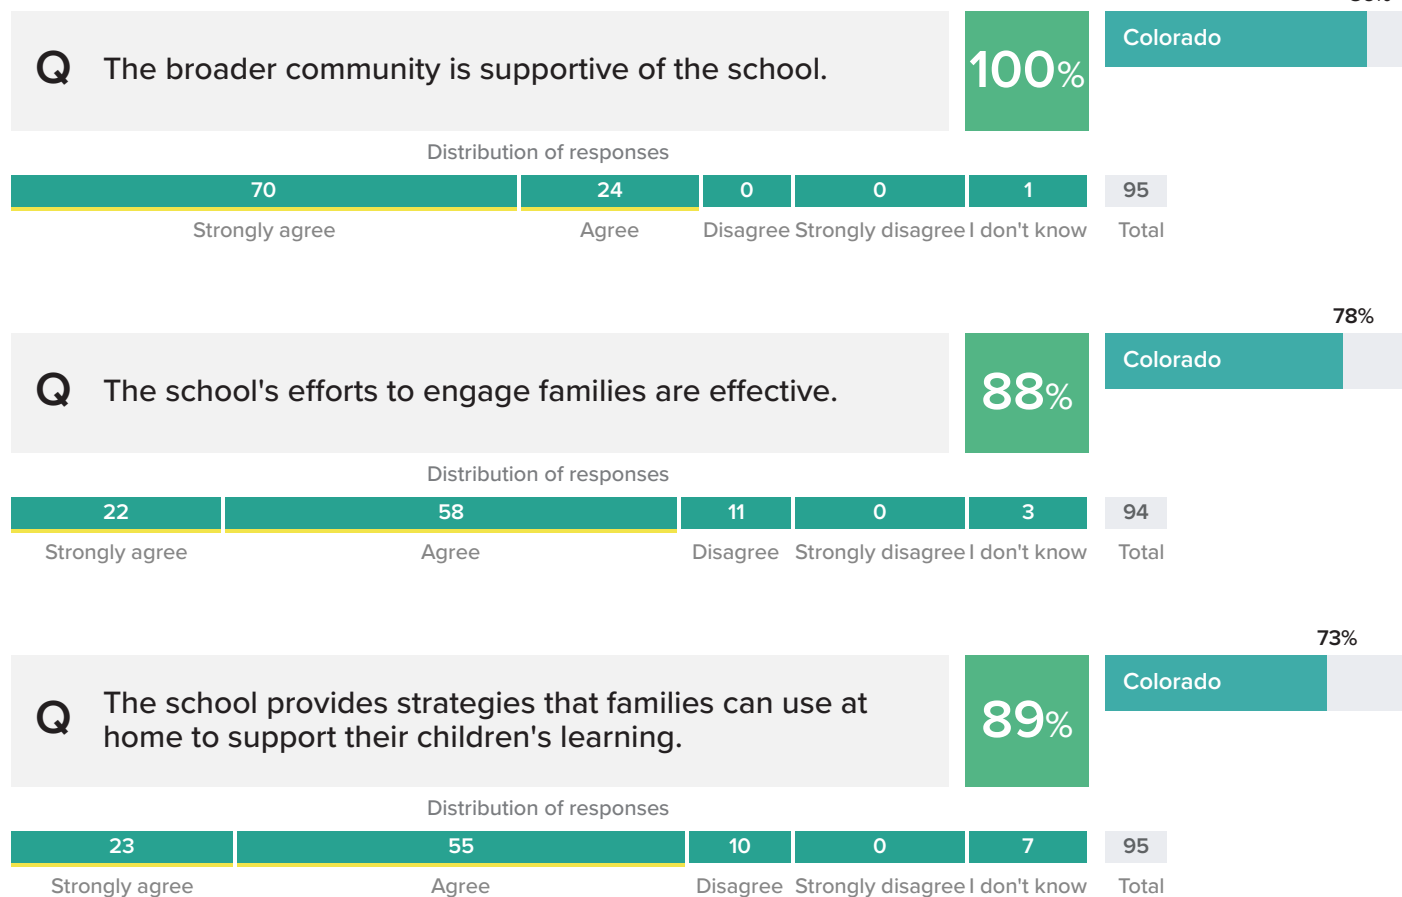 Q The broader community is supportive of the school.
100%
Colorado
Distribution of responses
70 24 0 0 1 95
Strongly agree Agree Disagree Strongly disagree I don't know Total
78%
Q The school's efforts to engage families are effective.
88%
Colorado
Distribution of responses
22 58 11 0 3 94
Strongly agree Agree Disagree Strongly disagree I don't know Total
73%
Q The school provides strategies that families can use at
home to support their children's learning.
89%
Colorado
Distribution of responses
23 55 10 0 7 95
Strongly agree Agree Disagree Strongly disagree I don't know Total